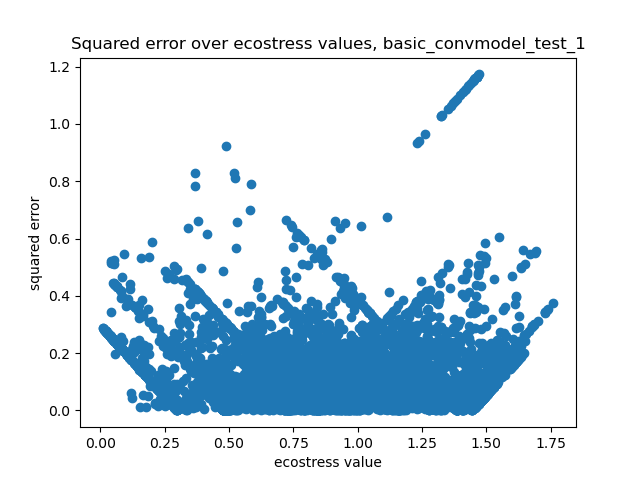 Squared error over ecostress values, basic_convmodel_test_1
1.2
1.0
0.8
0.6
0.4
0.2
0.0
squared error
0.00 0.25 0.50 0.75 1.00 1.25 1.50 1.75
ecostress value